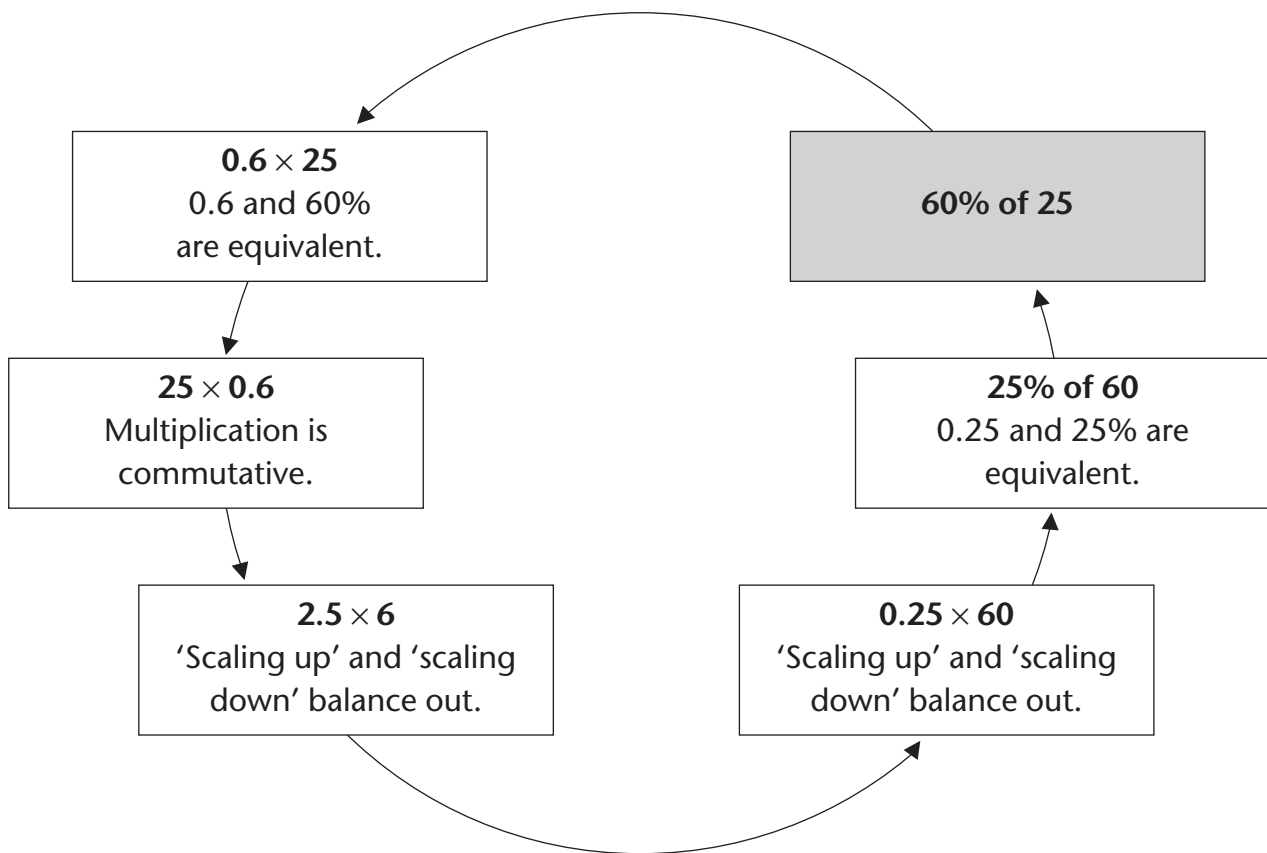 0.6 × 25
0.6 and 60%
are equivalent.
60% of 25
25 × 0.6
Multiplication is
commutative.
25% of 60
0.25 and 25% are
equivalent.
2.5 × 6
‘Scaling up’ and ‘scaling
down’ balance out.
0.25 × 60
‘Scaling up’ and ‘scaling
down’ balance out.